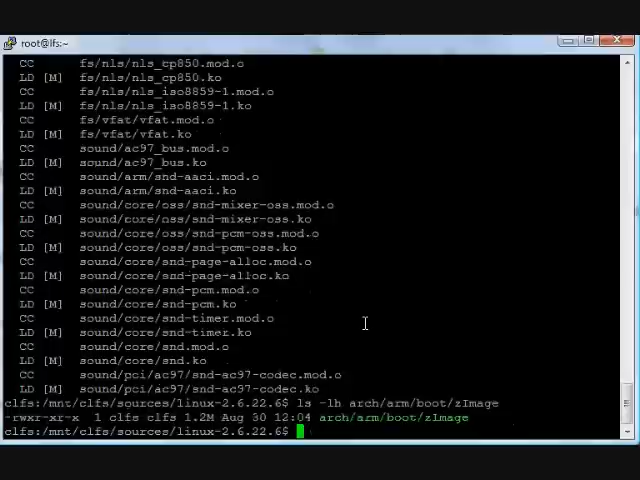 root@lfs:~
CC fs/nls/nls_cp850.mod.o
LD [M] fs/nls/nls_cp850.ko
CC fs/nls/nls_iso8859-1.mod.o
LD [M] fs/nls/nls_iso8859-1.ko
CC fs/vfat/vfat.mod.o
LD [M] fs/vfat/vfat.ko
CC sound/ac97_bus.mod.o
LD [M] sound/ac97_bus.ko
CC sound/arm/snd-aaci.mod.o
LD [M] sound/arm/snd-aaci.ko
CC sound/core/oss/snd-mixer-oss.mod.o
LD [M] sound/core/oss/snd-mixer-oss.ko
CC sound/core/oss/snd-pcm-oss.mod.o
LD [M] sound/core/oss/snd-pcm-oss.ko
CC sound/core/snd-page-alloc.mod.o
LD [M] sound/core/snd-page-alloc.ko
CC sound/core/snd-pcm.mod.o
LD [M] sound/core/snd-pcm.ko
CC sound/core/snd-timer.mod.o
LD [M] sound/core/snd-timer.ko
CC sound/core/snd.mod.o
LD [M] sound/core/snd.ko
CC sound/pci/ac97/snd-ac97-codec.mod.o
LD [M] sound/pci/ac97/snd-ac97-codec.ko
clfs:/mnt/clfs/sources/linux-2.6.22.6$ ls -lh arch/arm/boot/zImage
-rwxr-xr-x 1 clfs clfs 1.2M Aug 30 12:04 arch/arm/boot/zImage
clfs:/mnt/clfs/sources/linux-2.6.22.6$